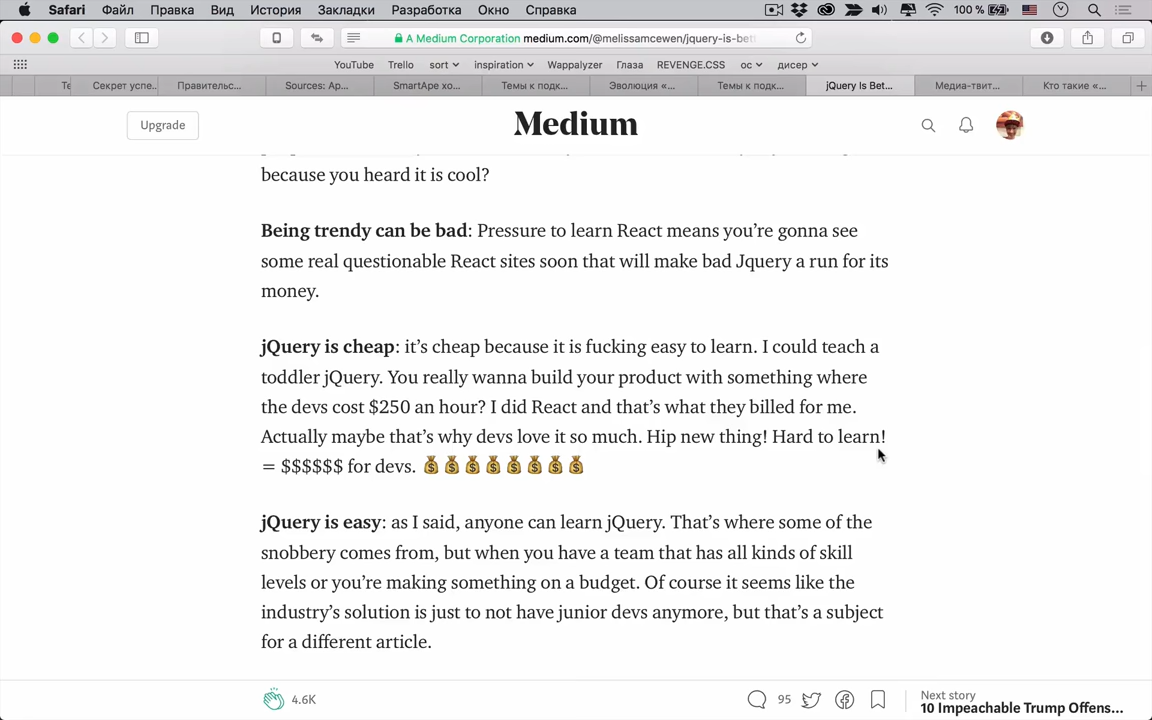 Safari Файл Правка Вид История Закладки Разработка Окно Справка 100 %
A Medium Corporation medium.com/@melissamcewen/jquery-is-bett
YouTube Trello sort inspiration Wappalyzer Глаза REVENGE.CSS ос дисер
Те Секрет успе... Правительс... Sources: Ap... SmartApe хо... Темы к подк... Эволюция «... Темы к подк... jQuery Is Bet... Медиа-твит... Кто такие «...
Upgrade Medium
because you heard it is cool?
Being trendy can be bad: Pressure to learn React means you’re gonna see
some real questionable React sites soon that will make bad Jquery a run for its
money.
jQuery is cheap: it’s cheap because it is fucking easy to learn. I could teach a
toddler jQuery. You really wanna build your product with something where
the devs cost $250 an hour? I did React and that’s what they billed for me.
Actually maybe that’s why devs love it so much. Hip new thing! Hard to learn!
= $$$$$$ for devs. 💰💰💰💰💰💰💰💰
jQuery is easy: as I said, anyone can learn jQuery. That’s where some of the
snobbery comes from, but when you have a team that has all kinds of skill
levels or you’re making something on a budget. Of course it seems like the
industry’s solution is just to not have junior devs anymore, but that’s a subject
for a different article.
4.6K 95 Next story
10 Impeachable Trump Offens...